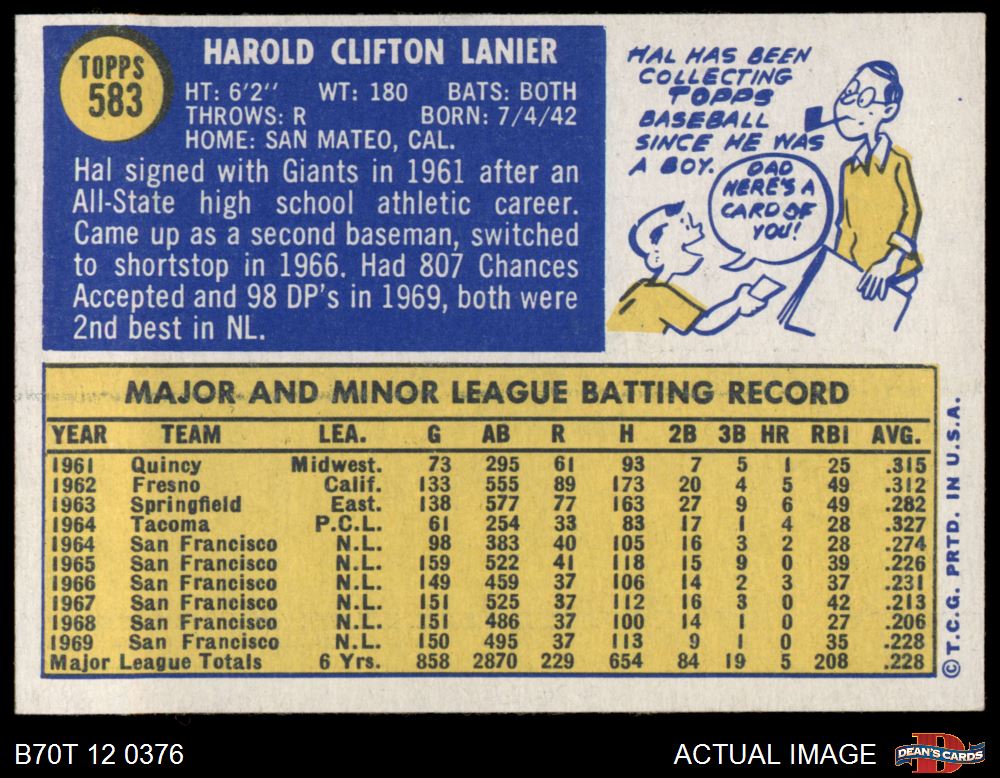 TOPPS
583
HAROLD CLIFTON LANIER
HT: 6'2" WT: 180 BATS: BOTH
THROWS: R BORN: 7/4/42
HOME: SAN MATEO, CAL.
Hal signed with Giants in 1961 after an
All-State high school athletic career.
Came up as a second baseman, switched
to shortstop in 1966. Had 807 Chances
Accepted and 98 DP's in 1969, both were
2nd best in NL.
HAL HAS BEEN
COLLECTING
TOPPS
BASEBALL
SINCE HE WAS
A BOY.
DAD
HERE'S A
CARD OF
YOU!
MAJOR AND MINOR LEAGUE BATTING RECORD
YEAR TEAM LEA. G AB R H 2B 3B HR RBI AVG.
1961 Quincy Midwest. 73 295 61 93 7 5 1 25 .315
1962 Fresno Calif. 133 555 89 173 20 4 5 49 .312
1963 Springfield East. 138 577 77 163 27 9 6 49 .282
1964 Tacoma P.C.L. 61 254 33 83 17 1 4 28 .327
1964 San Francisco N.L. 98 383 40 105 16 3 2 28 .274
1965 San Francisco N.L. 159 522 41 118 15 9 0 39 .226
1966 San Francisco N.L. 149 459 37 106 14 2 3 37 .231
1967 San Francisco N.L. 151 525 37 112 16 3 0 42 .213
1968 San Francisco N.L. 151 486 37 100 14 1 0 27 .206
1969 San Francisco N.L. 150 495 37 113 9 1 0 35 .228
Major League Totals 6 Yrs. 858 2870 229 654 84 19 5 208 .228
© T.C.G. PRTD. IN U.S.A.
B70T 12 0376
ACTUAL IMAGE
DEAN'S CARDS